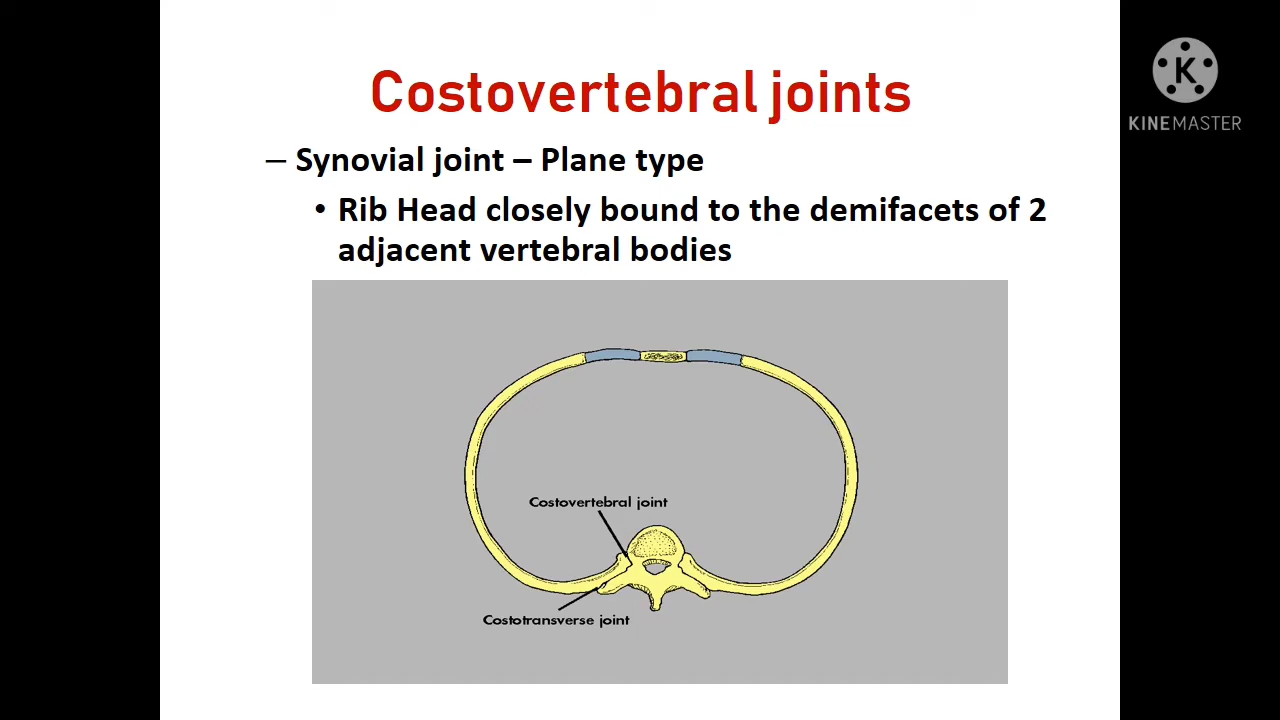 Costovertebral joints
– Synovial joint – Plane type
• Rib Head closely bound to the demifacets of 2
adjacent vertebral bodies
Costovertebral joint
Costotransverse joint
K
KINEMASTER